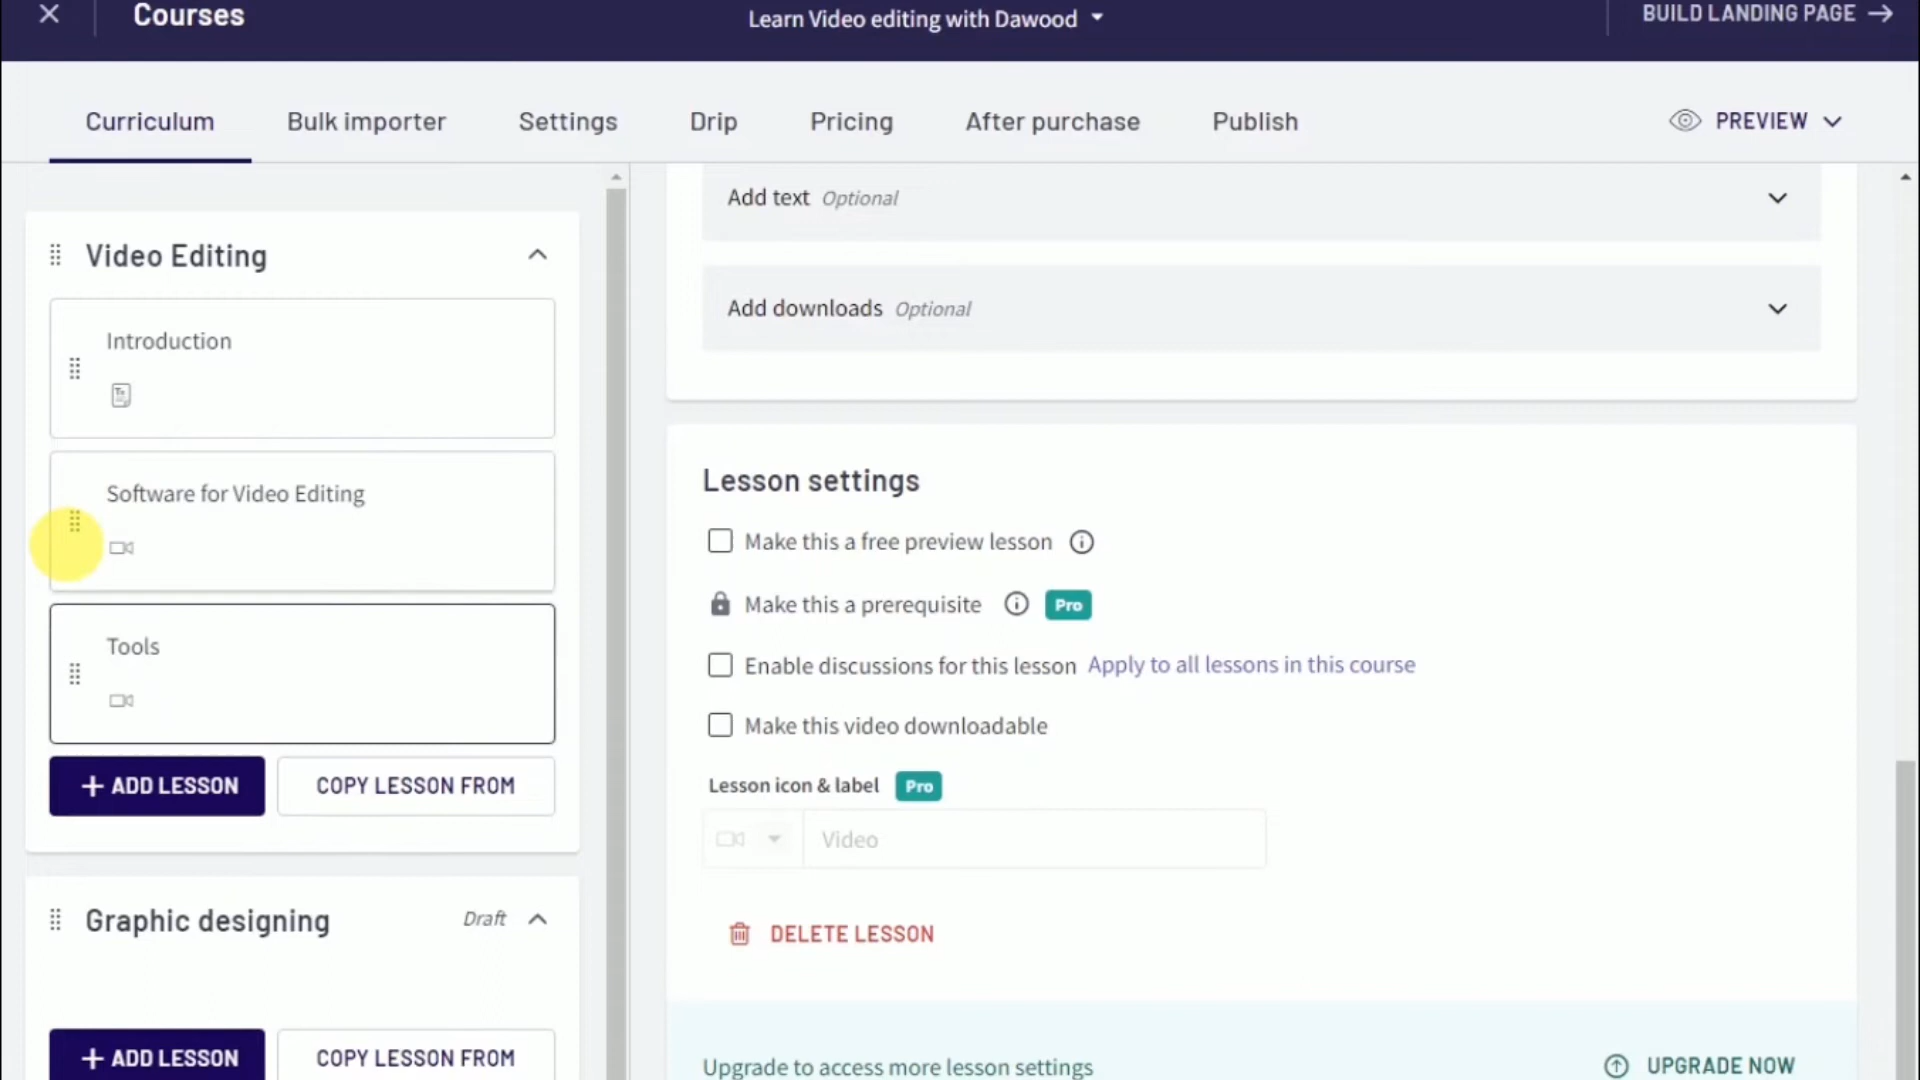 Courses
Learn Video editing with Dawood
BUILD LANDING PAGE
Curriculum
Bulk importer
Settings
Drip
Pricing
After purchase
Publish
PREVIEW
Video Editing
Introduction
Software for Video Editing
Tools
+ ADD LESSON
COPY LESSON FROM
Graphic designing
Draft
+ ADD LESSON
COPY LESSON FROM
Add text Optional
Add downloads Optional
Lesson settings
Make this a free preview lesson
Make this a prerequisite Pro
Enable discussions for this lesson Apply to all lessons in this course
Make this video downloadable
Lesson icon & label Pro
Video
DELETE LESSON
Upgrade to access more lesson settings
UPGRADE NOW